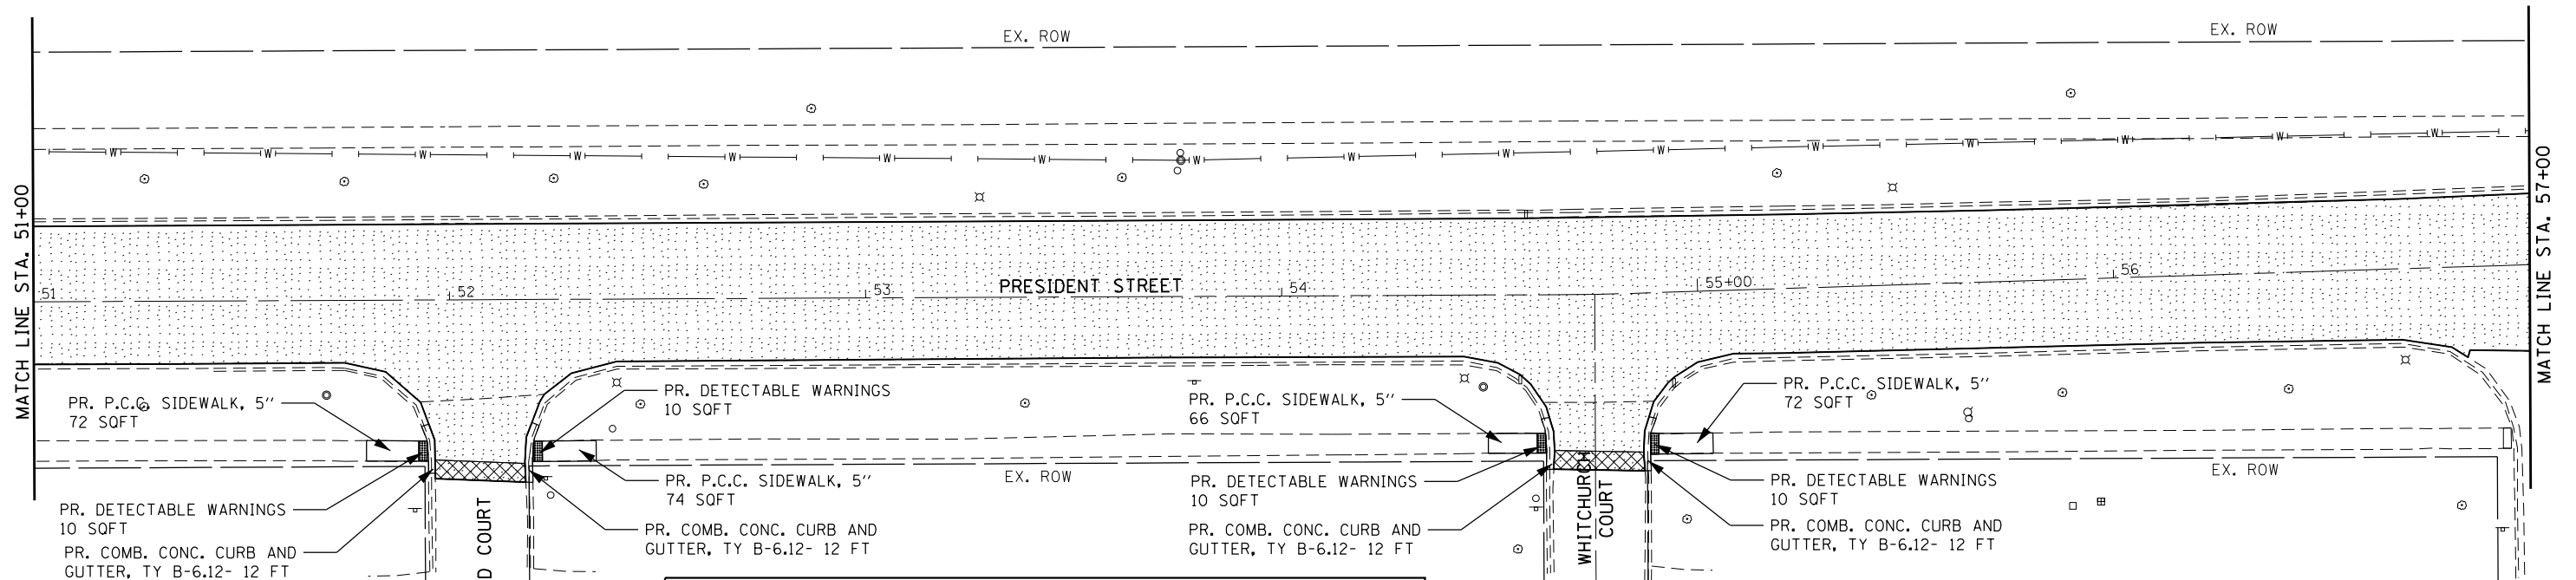 EX. ROW
EX. ROW
W W W W W W W W W W W W W W W W
MATCH LINE STA. 51+00
MATCH LINE STA. 57+00
51
52
53
PRESIDENT STREET
54
55+00
56
PR. P.C.C. SIDEWALK, 5"
72 SQFT
PR. DETECTABLE WARNINGS
10 SQFT
PR. P.C.C. SIDEWALK, 5"
66 SQFT
PR. P.C.C. SIDEWALK, 5"
72 SQFT
PR. DETECTABLE WARNINGS
10 SQFT
PR. COMB. CONC. CURB AND
GUTTER, TY B-6.12- 12 FT
D COURT
PR. P.C.C. SIDEWALK, 5"
74 SQFT
PR. COMB. CONC. CURB AND
GUTTER, TY B-6.12- 12 FT
EX. ROW
PR. DETECTABLE WARNINGS
10 SQFT
PR. COMB. CONC. CURB AND
GUTTER, TY B-6.12- 12 FT
WHITCHURCH
COURT
PR. DETECTABLE WARNINGS
10 SQFT
PR. COMB. CONC. CURB AND
GUTTER, TY B-6.12- 12 FT
EX. ROW